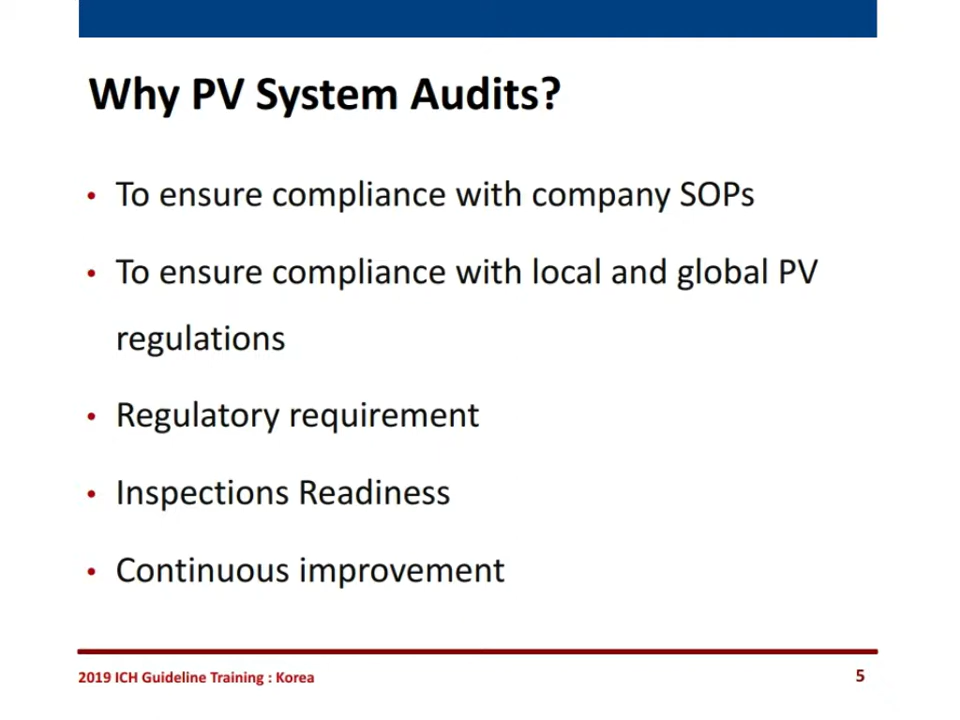 Why PV System Audits?
• To ensure compliance with company SOPs
• To ensure compliance with local and global PV
regulations
• Regulatory requirement
• Inspections Readiness
• Continuous improvement
2019 ICH Guideline Training : Korea
5